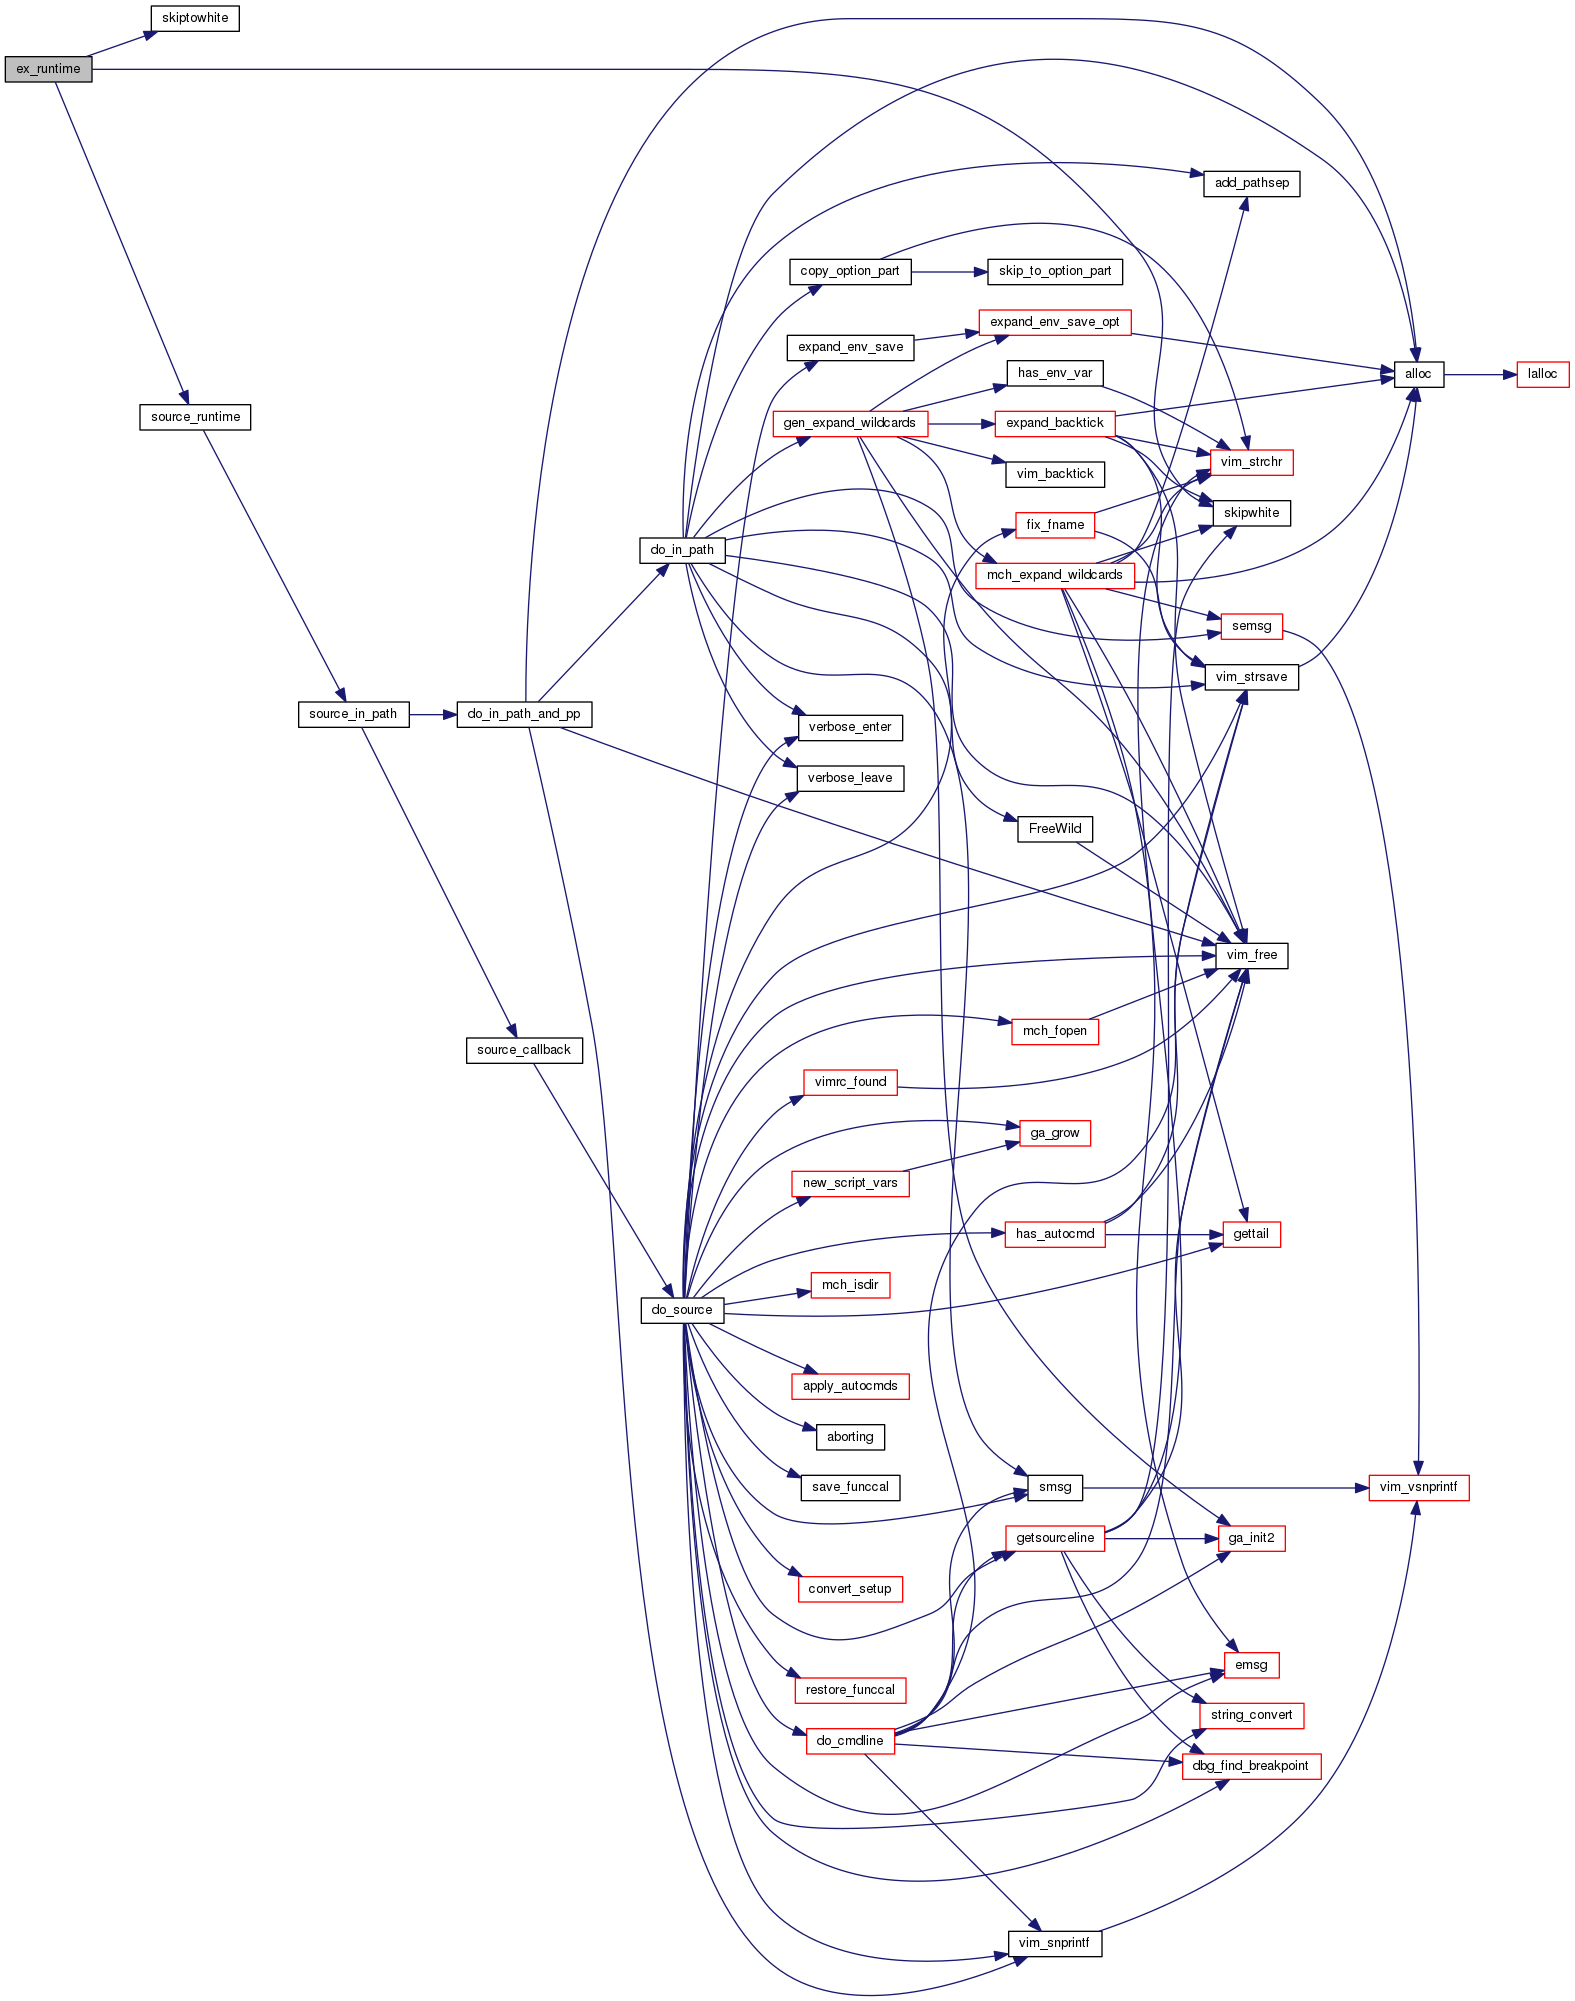 skiptowhite
ex_runtime
add_pathsep
copy_option_part
skip_to_option_part
expand_env_save_opt
expand_env_save
has_env_var
alloc
lalloc
source_runtime
gen_expand_wildcards
expand_backtick
vim_strchr
vim_backtick
skipwhite
fix_fname
do_in_path
mch_expand_wildcards
semsg
vim_strsave
source_in_path
do_in_path_and_pp
verbose_enter
verbose_leave
FreeWild
vim_free
mch_fopen
source_callback
vimrc_found
ga_grow
new_script_vars
has_autocmd
gettail
mch_isdir
do_source
apply_autocmds
aborting
save_funccal
smsg
vim_vsnprintf
getsourceline
ga_init2
convert_setup
emsg
restore_funccal
string_convert
do_cmdline
dbg_find_breakpoint
vim_snprintf